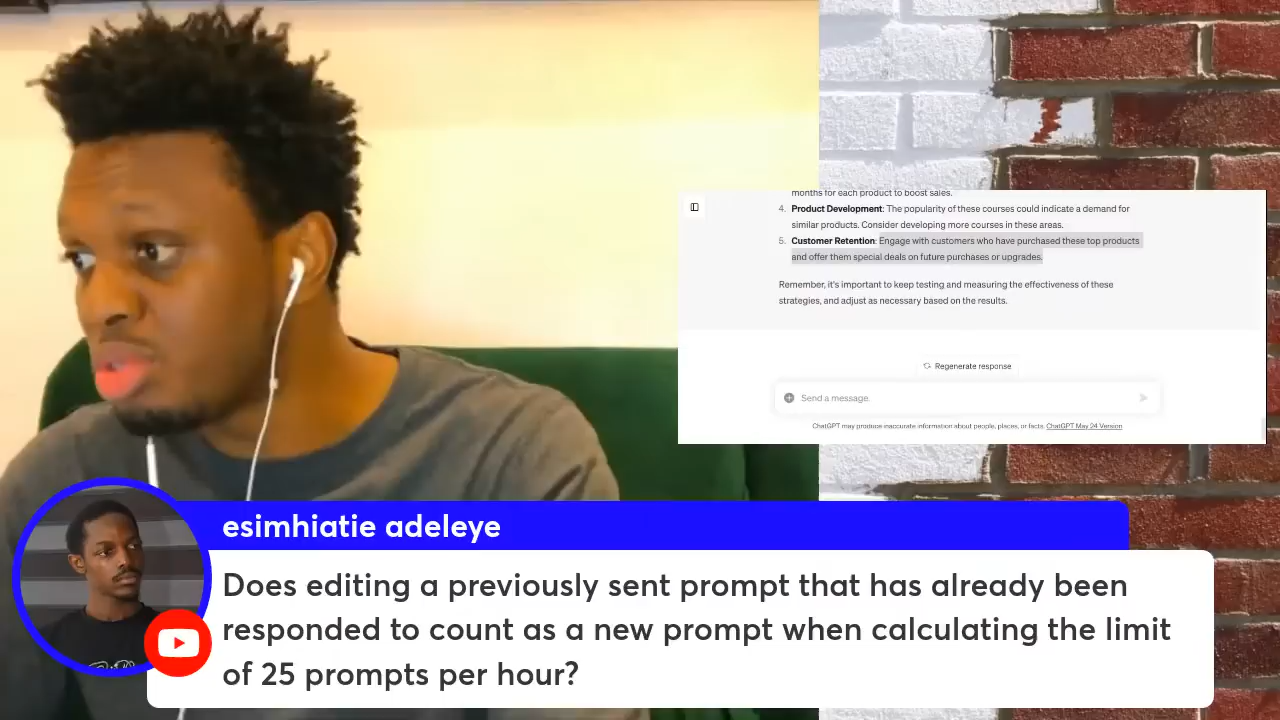 months for each product to boost sales.
4. Product Development: The popularity of these courses could indicate a demand for
similar products. Consider developing more courses in these areas.
5. Customer Retention: Engage with customers who have purchased these top products
and offer them special deals on future purchases or upgrades.
Remember, it's important to keep testing and measuring the effectiveness of these
strategies, and adjust as necessary based on the results.
Regenerate response
Send a message.
ChatGPT may produce inaccurate information about people, places, or facts. ChatGPT May 24 Version
esimhiatie adeleye
Does editing a previously sent prompt that has already been
responded to count as a new prompt when calculating the limit
of 25 prompts per hour?